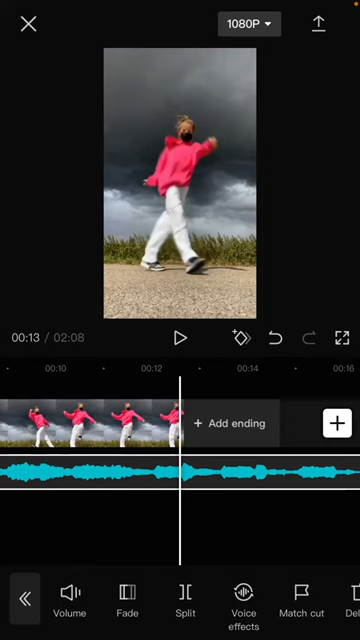 1080P
00:13 / 02:08
00:10 00:12 00:14 00:16
+ Add ending
Volume Fade Split Voice effects Match cut